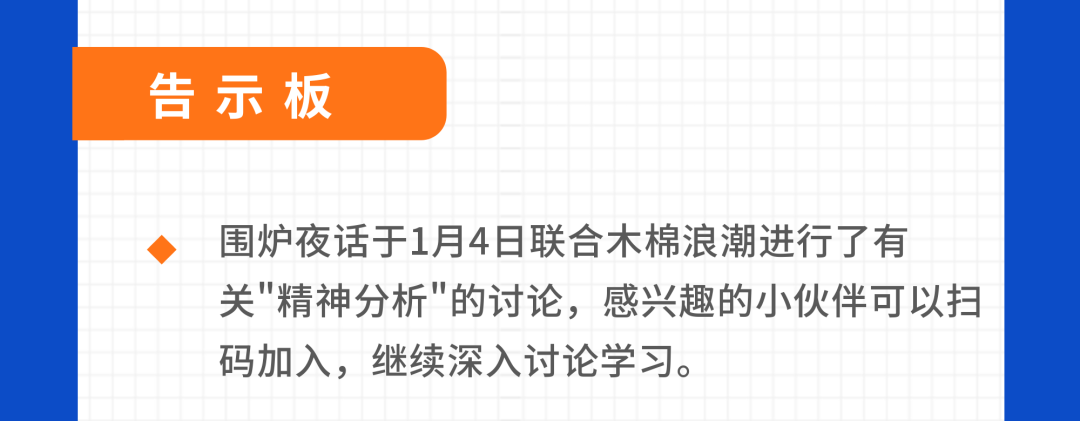 告示板
围炉夜话于1月4日联合木棉浪潮进行了有
关"精神分析"的讨论，感兴趣的小伙伴可以扫
码加入，继续深入讨论学习。